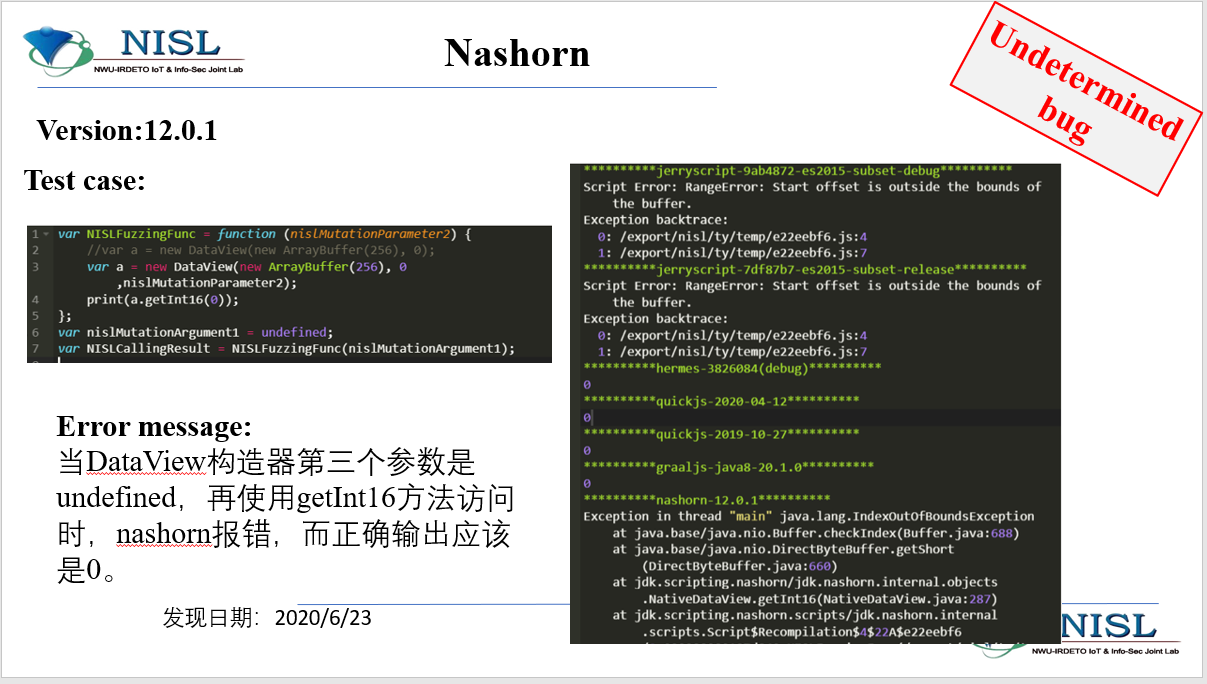 NISL
NWU-IRDETO IoT & Info-Sec Joint Lab
Nashorn
Undetermined
bug
Version:12.0.1
Test case:
1 var NISLFuzzingFunc = function (nislMutationParameter2) {
2 //var a = new DataView(new ArrayBuffer(256), 0);
3 var a = new DataView(new ArrayBuffer(256), 0
,nislMutationParameter2);
4 print(a.getInt16(0));
5 };
6 var nislMutationArgument1 = undefined;
7 var NISLCallingResult = NISLFuzzingFunc(nislMutationArgument1);
Error message:
当DataView构造器第三个参数是
undefined，再使用getInt16方法访问
时，nashorn报错，而正确输出应该
是0。
发现日期：2020/6/23
**********jerryscript-9ab4872-es2015-subset-debug**********
Script Error: RangeError: Start offset is outside the bounds of
the buffer.
Exception backtrace:
0: /export/nisl/ty/temp/e22eebf6.js:4
1: /export/nisl/ty/temp/e22eebf6.js:7
**********jerryscript-7df87b7-es2015-subset-release**********
Script Error: RangeError: Start offset is outside the bounds of
the buffer.
Exception backtrace:
0: /export/nisl/ty/temp/e22eebf6.js:4
1: /export/nisl/ty/temp/e22eebf6.js:7
**********hermes-3826084(debug)**********
0
**********quickjs-2020-04-12**********
0
**********quickjs-2019-10-27**********
0
**********graaljs-java8-20.1.0**********
0
**********nashorn-12.0.1**********
Exception in thread "main" java.lang.IndexOutOfBoundsException
at java.base/java.nio.Buffer.checkIndex(Buffer.java:688)
at java.base/java.nio.DirectByteBuffer.getShort
(DirectByteBuffer.java:660)
at jdk.scripting.nashorn/jdk.nashorn.internal.objects
.NativeDataView.getInt16(NativeDataView.java:287)
at jdk.scripting.nashorn.scripts/jdk.nashorn.internal
.scripts.Script$Recompilation$4$22A$e22eebf6
NISL
NWU-IRDETO IoT & Info-Sec Joint Lab